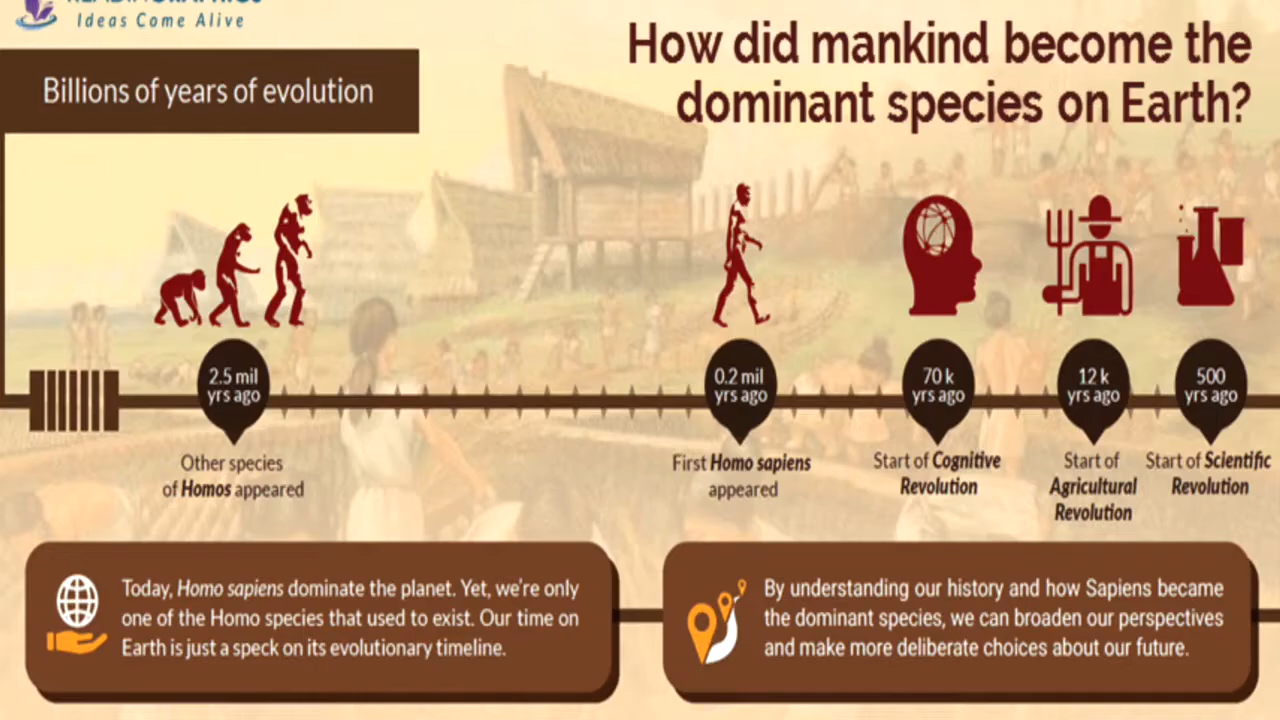 Ideas Come Alive
Billions of years of evolution
How did mankind become the
dominant species on Earth?
2.5 mil
yrs ago
0.2 mil
yrs ago
70 k
yrs ago
12 k
yrs ago
500
yrs ago
Other species
of Homos appeared
First Homo sapiens
appeared
Start of Cognitive
Revolution
Start of
Agricultural
Revolution
Start of Scientific
Revolution
Today, Homo sapiens dominate the planet. Yet, we're only
one of the Homo species that used to exist. Our time on
Earth is just a speck on its evolutionary timeline.
By understanding our history and how Sapiens became
the dominant species, we can broaden our perspectives
and make more deliberate choices about our future.